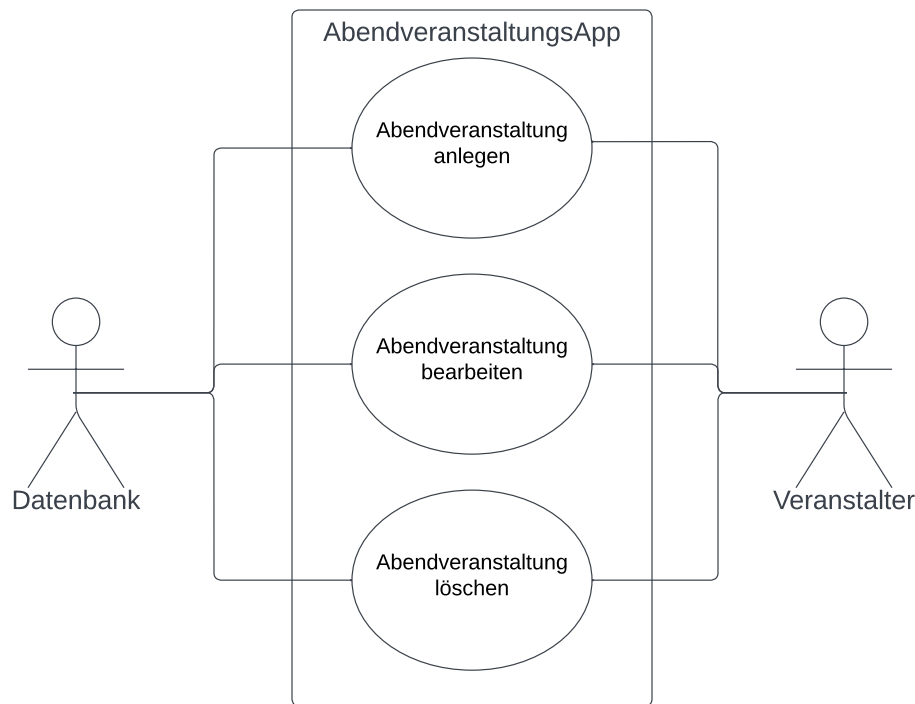 AbendveranstaltungsApp
Abendveranstaltung
anlegen
Abendveranstaltung
bearbeiten
Datenbank
Veranstalter
Abendveranstaltung
löschen